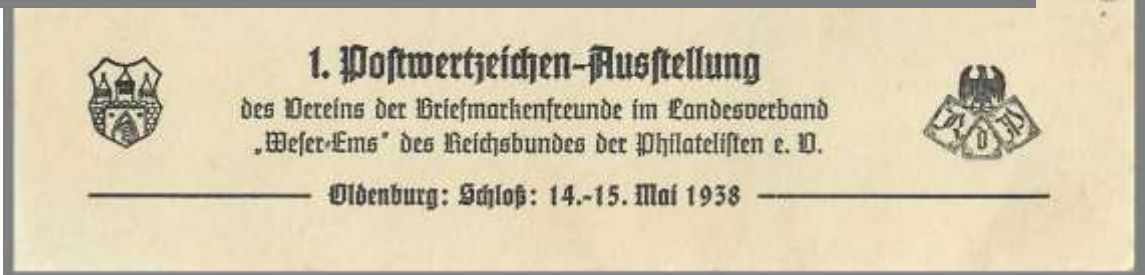 1. Postwertzeichen-Ausstellung
des Vereins der Briefmarkenfreunde im Landesverband
„Weser-Ems" des Reichsbundes der Philatelisten e. V.
Oldenburg: Schloß: 14.-15. Mai 1938
R D P